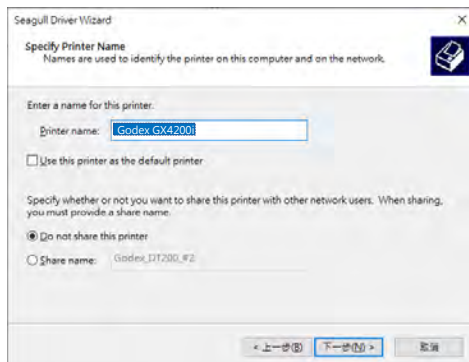 Seagull Driver Wizard
Specify Printer Name
Names are used to identify the printer on this computer and on the network.
Enter a name for this printer.
Printer name:
Godex GX4200i
Use this printer as the default printer
Specify whether or not you want to share this printer with other network users. When sharing,
you must provide a share name.
Do not share this printer
Share name:
Godex_DT200_#2
< 上一步(B)
下一步(N) >
取消